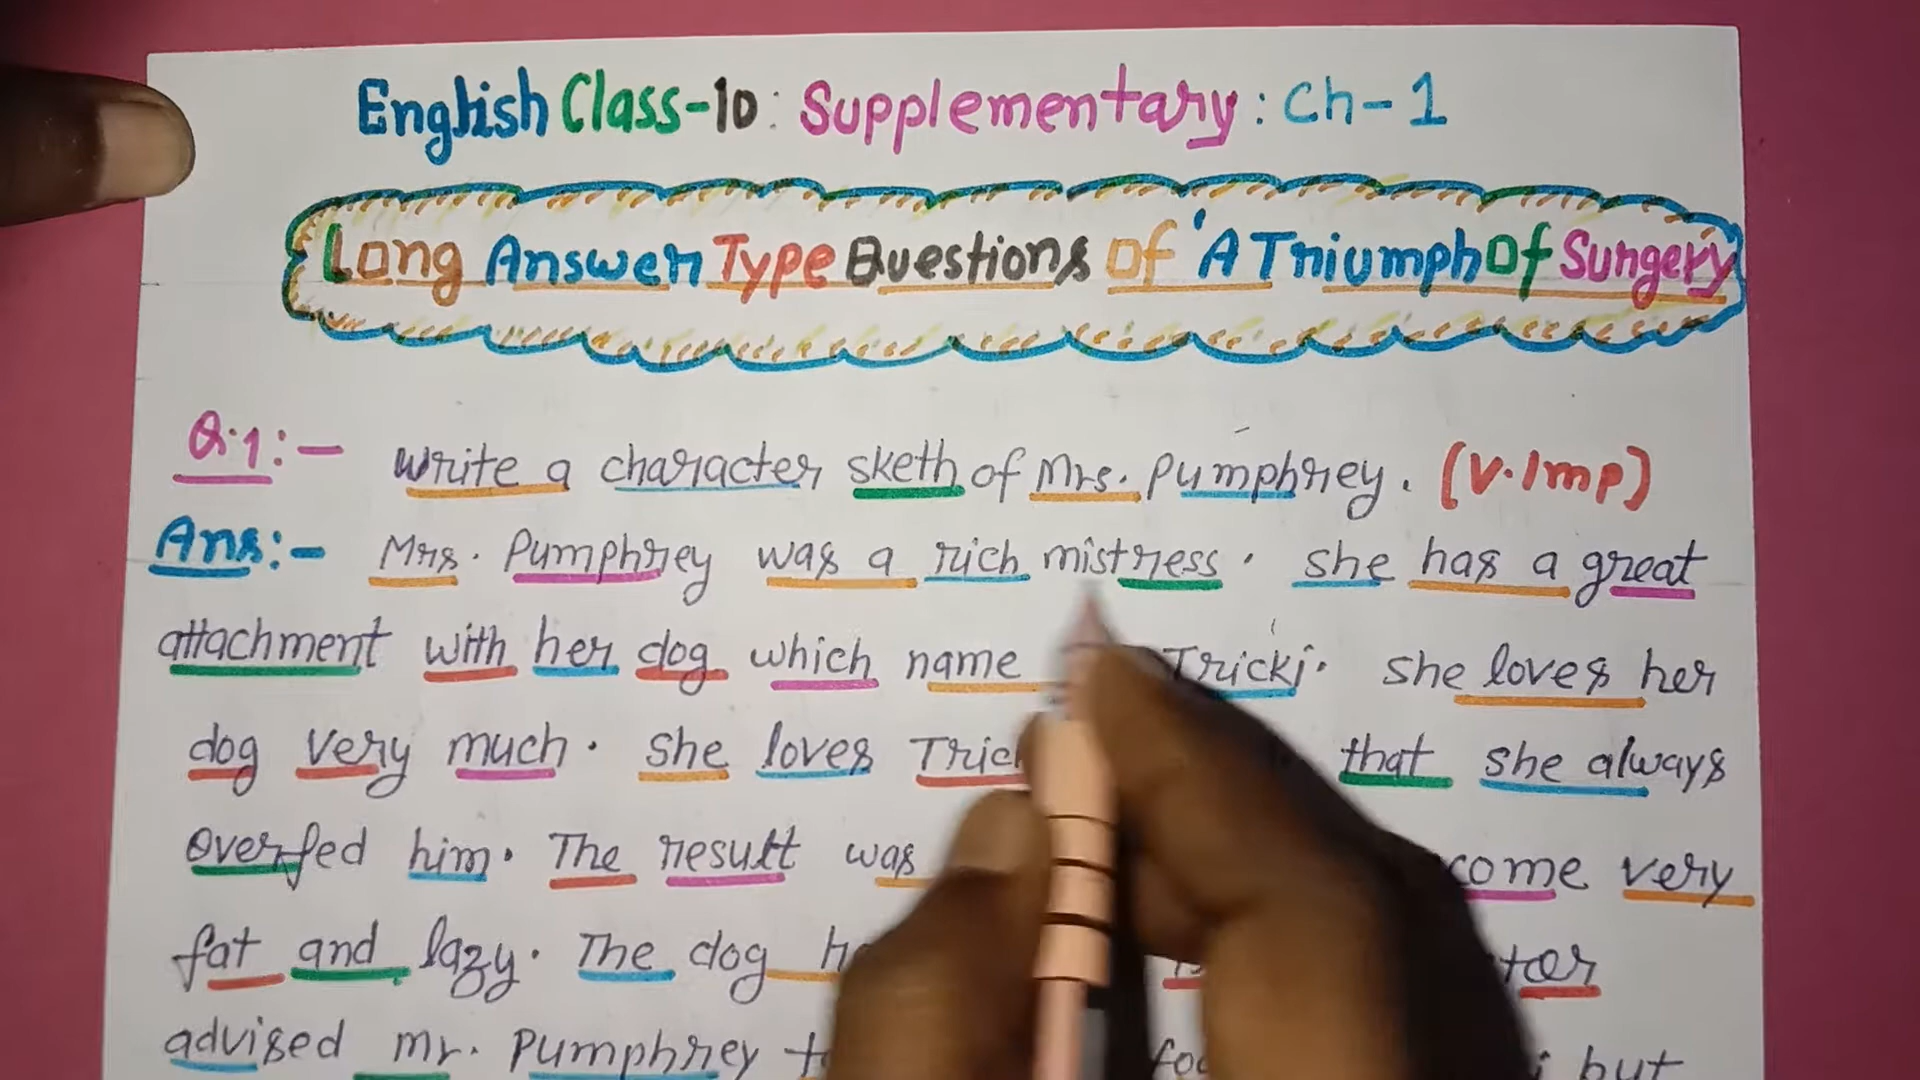 English Class-10: Supplementary: Ch-1
Long Answer Type Questions Of 'A Triumph Of Surgery
Q.1:- Write a character sketh of Mrs. Pumphrey. (V.Imp)
Ans:- Mrs. Pumphrey was a rich mistress. She has a great
attachment with her dog which name Tricki. She loves her
dog very much. She loves that she always
overfed him. The result was come very
fat and lazy. The dog
advised mr. Pumphrey but